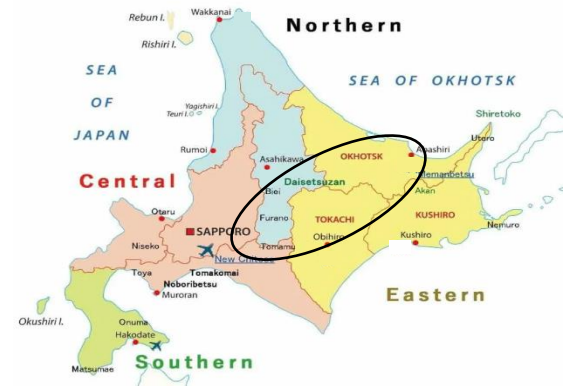 Wakkanai
Rebun I.
Rishiri I.
Northern
SEA OF JAPAN
SEA OF OKHOTSK
Yagishiri I.
Teuri I.
Shiretoko
Utoro
Rumoi
Asahikawa
OKHOTSK
Abashiri
Memanbetsu
Central
Daisetsuzan
Biei
Akan
Otaru
Furano
TOKACHI
KUSHIRO
Nemuro
SAPPORO
Obihiro
Kushiro
Niseko
Tomamu
New Chitose
Toya
Tomakomai
Noboribetsu
Muroran
Eastern
Okushiri I.
Onuma
Hakodate
Southern
Matsumae